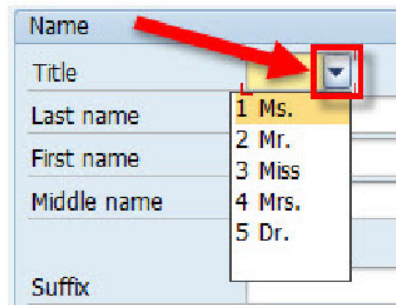 Name
Title
1 Ms.
Last name
2 Mr.
First name
3 Miss
Middle name
4 Mrs.
5 Dr.
Suffix